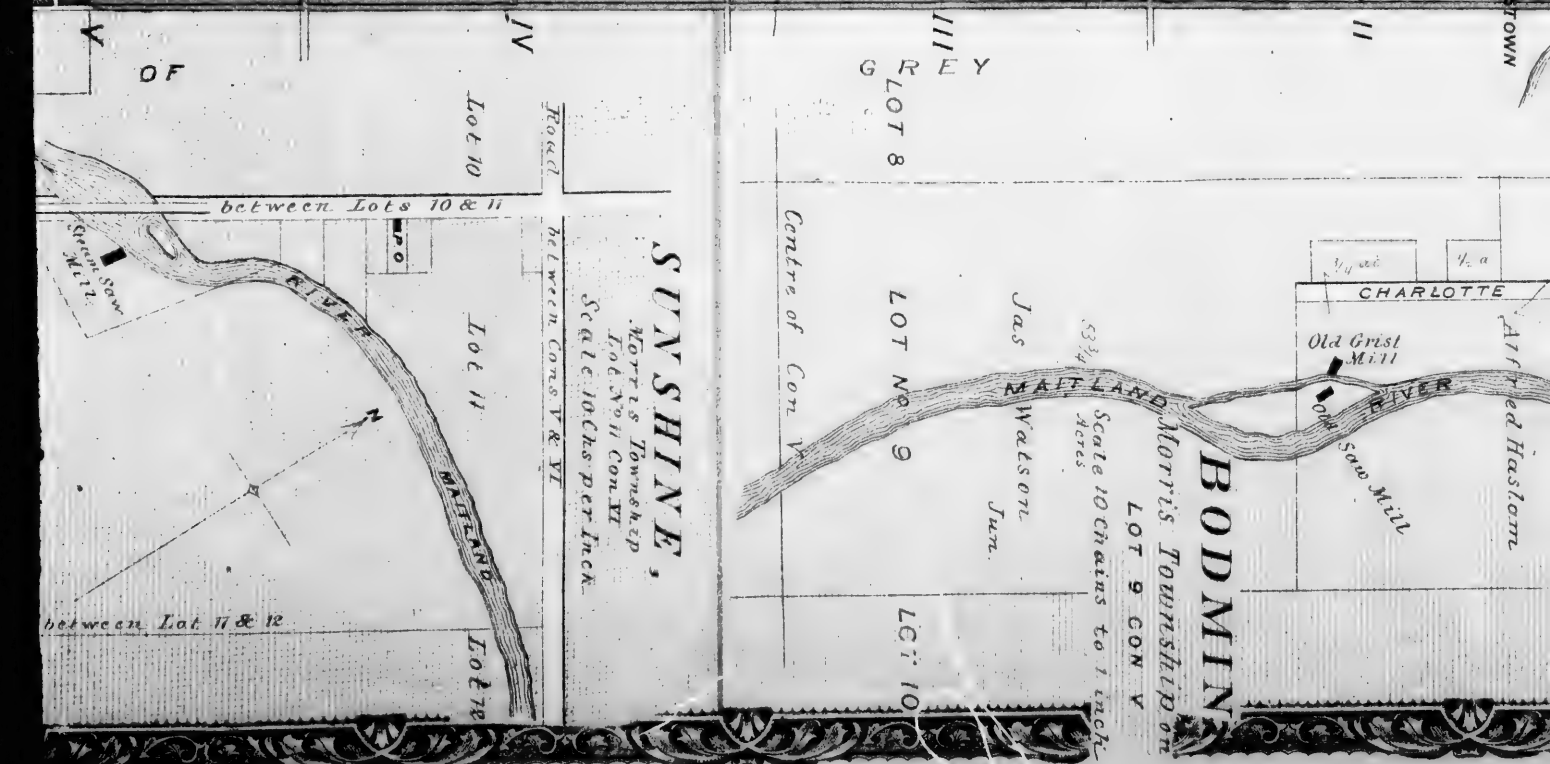 V
OF
IV
Lot 10
Road between Cons V & VI
between Lots 10 & 11
P.O
Steam Saw
Mill.
RIVER
MAITLAND
Lot 11
N
between Lot 11 & 12
Lot 12
SUNSHINE,
Morris Township
Lot No 11 Con VI
Scale 10 Chs per Inch
III
GREY
II
STOWN
LOT 8
Centre of Con V
LOT No 9
Jas Watson
Jun.
Acres
MAITLAND RIVER
LOT 10
BODMIN
Morris Township on
LOT 9 CON V
Scale 10 Chains to 1 inch
1/2 a
CHARLOTTE
Old Grist
Mill
Old Saw Mill
Alfred Haslam